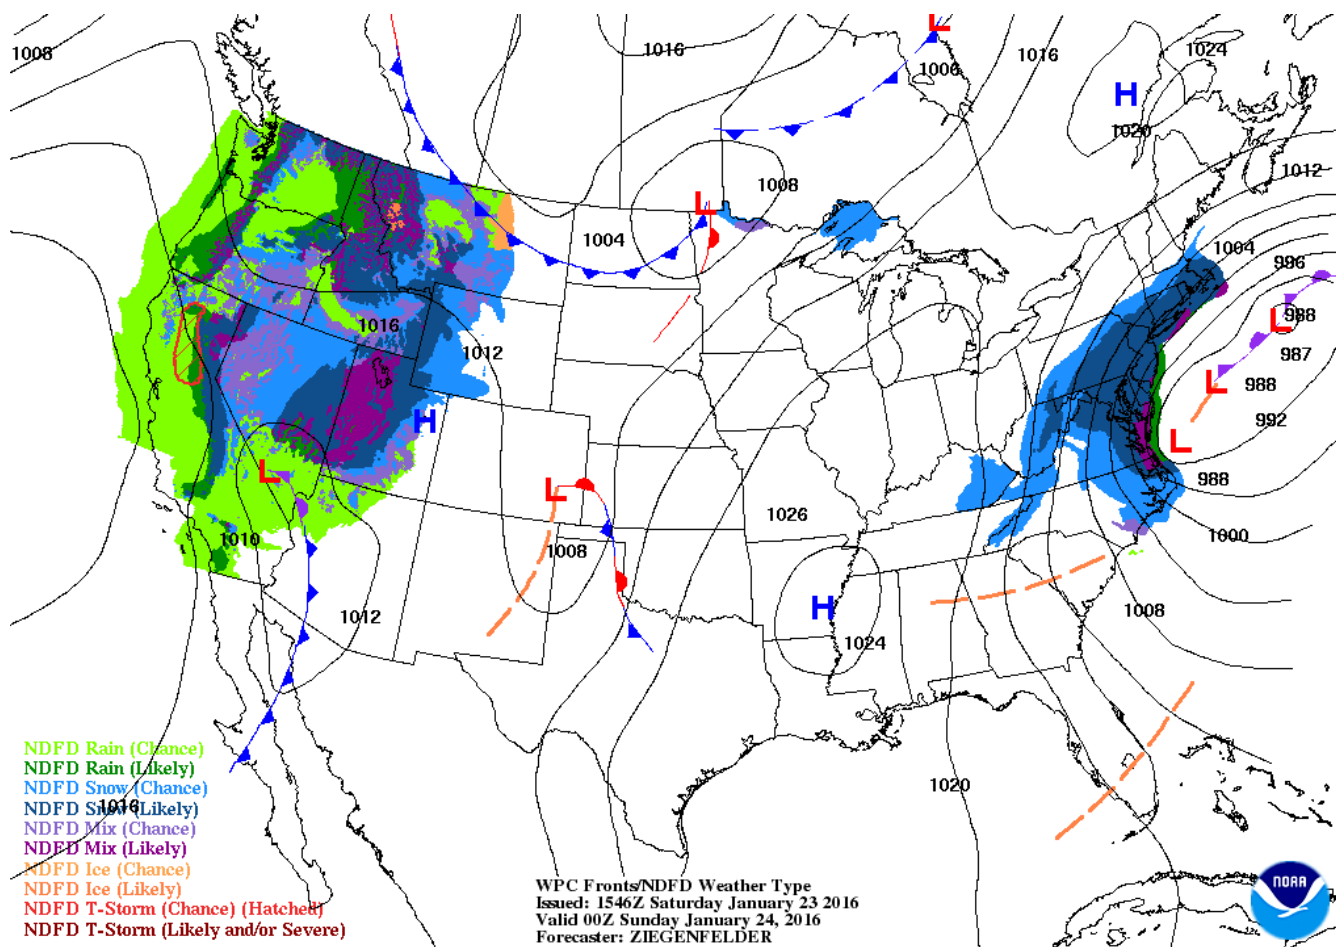 L
1016
1024
1008
1006
1016
H
1020
1008
1012
L
1004
1004
996
L
988
1016
1012
987
L
988
H
992
L
L
988
L
1026
1010
1008
1000
H
1012
1008
1024
NDFD Rain (Chance)
NDFD Rain (Likely)
NDFD Snow (Chance)
1020
NDFD Snow (Likely)
1016
NDFD Mix (Chance)
NDFD Mix (Likely)
NDFD Ice (Chance)
NDFD Ice (Likely)
NDFD T-Storm (Chance) (Hatched)
NDFD T-Storm (Likely and/or Severe)
WPC Fronts/NDFD Weather Type
Issued: 1546Z Saturday January 23 2016
Valid 00Z Sunday January 24, 2016
Forecaster: ZIEGENFELDER
NOAA